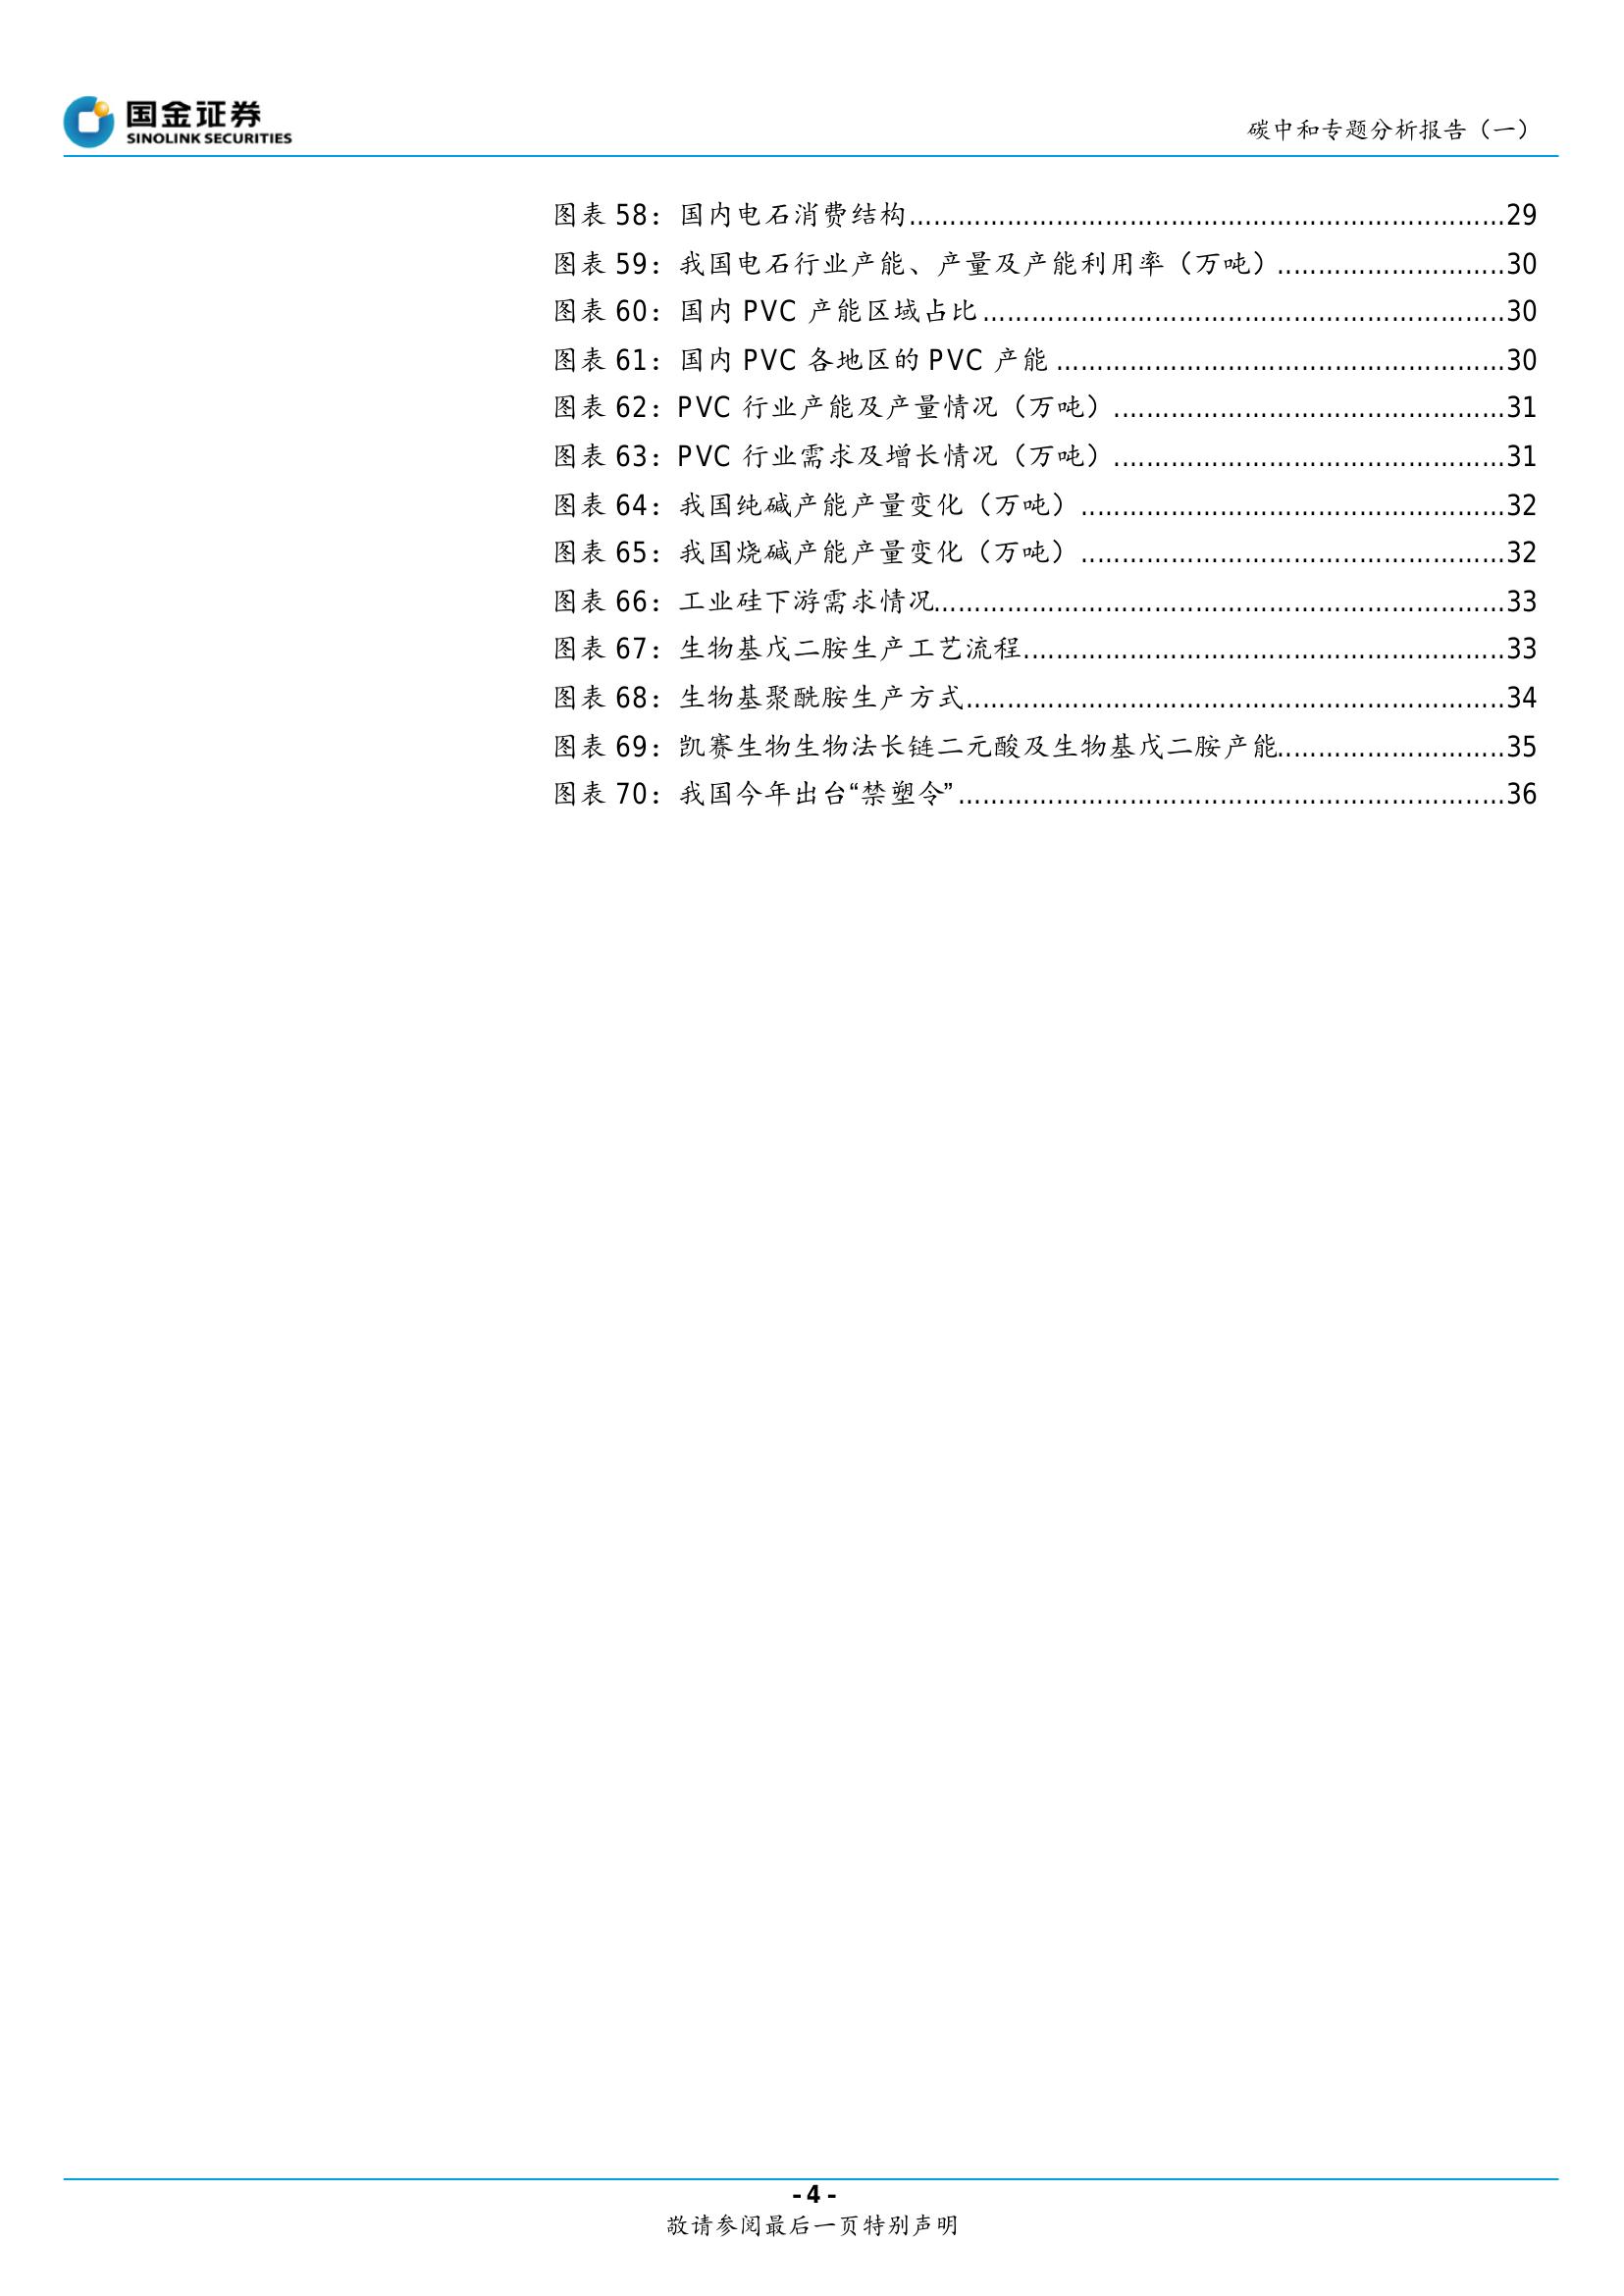 国金证券
SINOLINK SECURITIES
碳中和专题分析报告（一）
图表 58：国内电石消费结构........................................................................29
图表 59：我国电石行业产能、产量及产能利用率（万吨）............................30
图表 60：国内 PVC 产能区域占比................................................................30
图表 61：国内 PVC 各地区的 PVC 产能 .......................................................30
图表 62：PVC 行业产能及产量情况（万吨）................................................31
图表 63：PVC 行业需求及增长情况（万吨）................................................31
图表 64：我国纯碱产能产量变化（万吨）....................................................32
图表 65：我国烧碱产能产量变化（万吨）....................................................32
图表 66：工业硅下游需求情况......................................................................33
图表 67：生物基戊二胺生产工艺流程...........................................................33
图表 68：生物基聚酰胺生产方式..................................................................34
图表 69：凯赛生物生物法长链二元酸及生物基戊二胺产能............................35
图表 70：我国今年出台“禁塑令”...................................................................36
- 4 -
敬请参阅最后一页特别声明